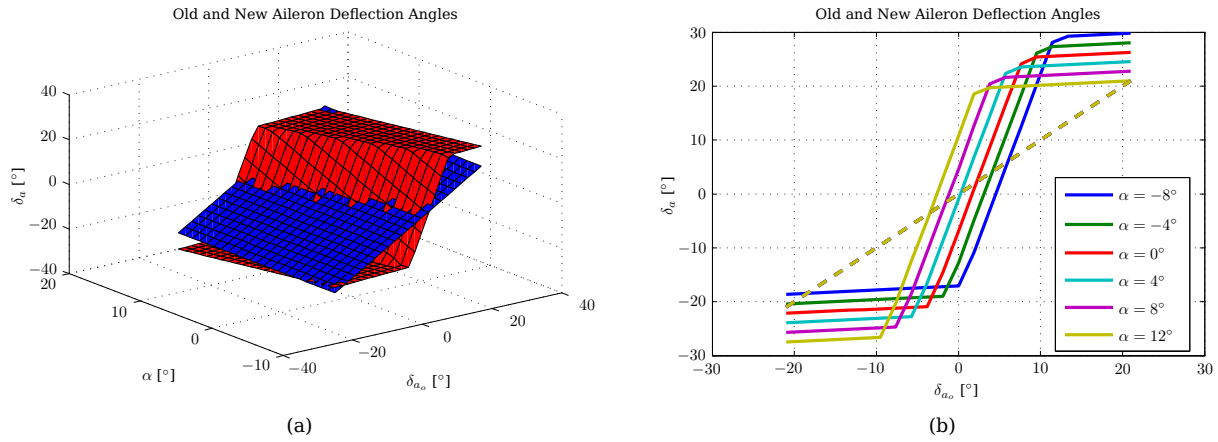 Old and New Aileron Deflection Angles
40
20
0
−20
−40
δa [°]
20
10
0
−10
α [°]
−40
−20
0
20
40
δao [°]
(a)
Old and New Aileron Deflection Angles
30
20
10
0
−10
−20
−30
δa [°]
−30
−20
−10
0
10
20
30
δao [°]
α = −8°
α = −4°
α = 0°
α = 4°
α = 8°
α = 12°
(b)